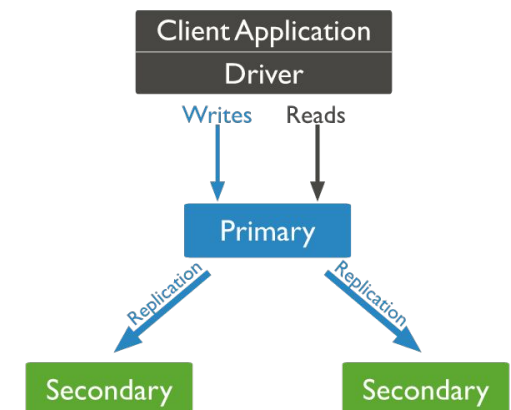 Client Application
Driver
Writes Reads
Primary
Replication Replication
Secondary Secondary